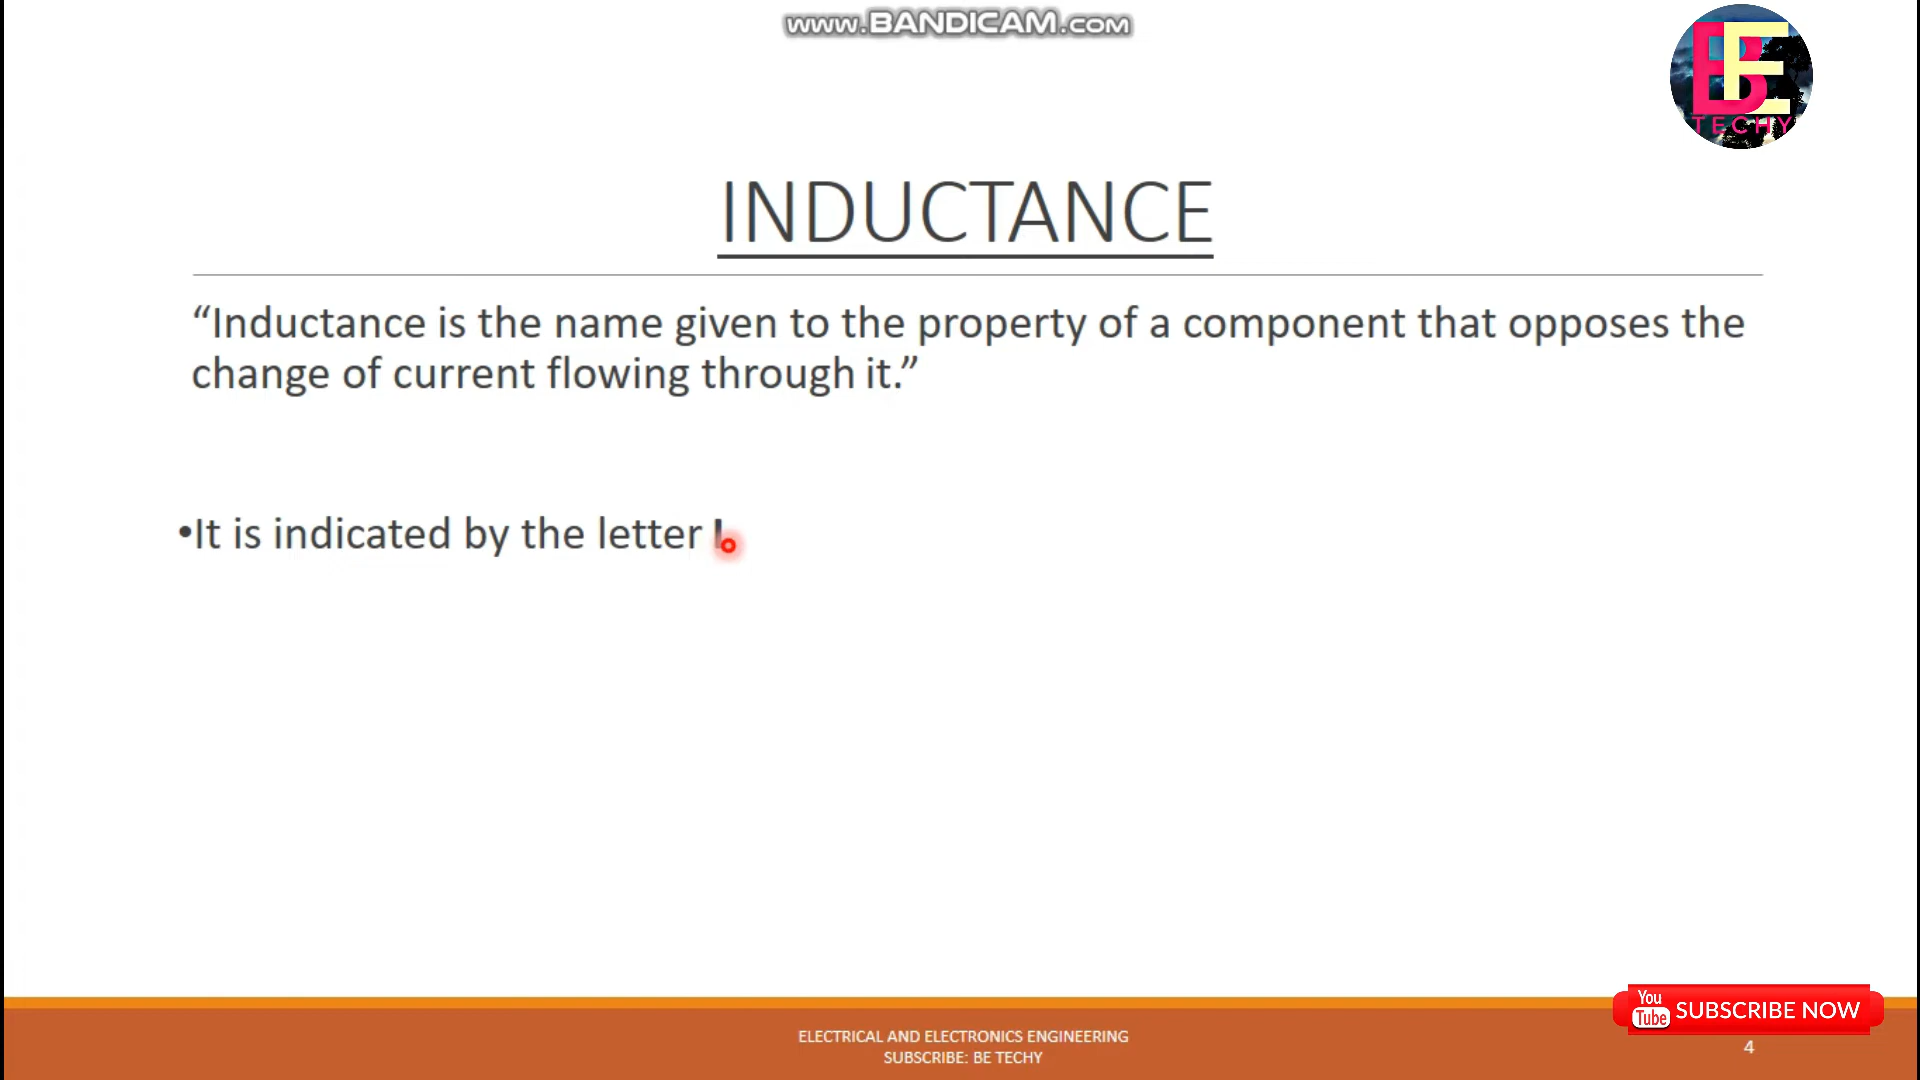 www.BANDICAM.com
BE
TECHY
INDUCTANCE
“Inductance is the name given to the property of a component that opposes the
change of current flowing through it.”
•It is indicated by the letter
You
Tube SUBSCRIBE NOW
ELECTRICAL AND ELECTRONICS ENGINEERING
SUBSCRIBE: BE TECHY
4